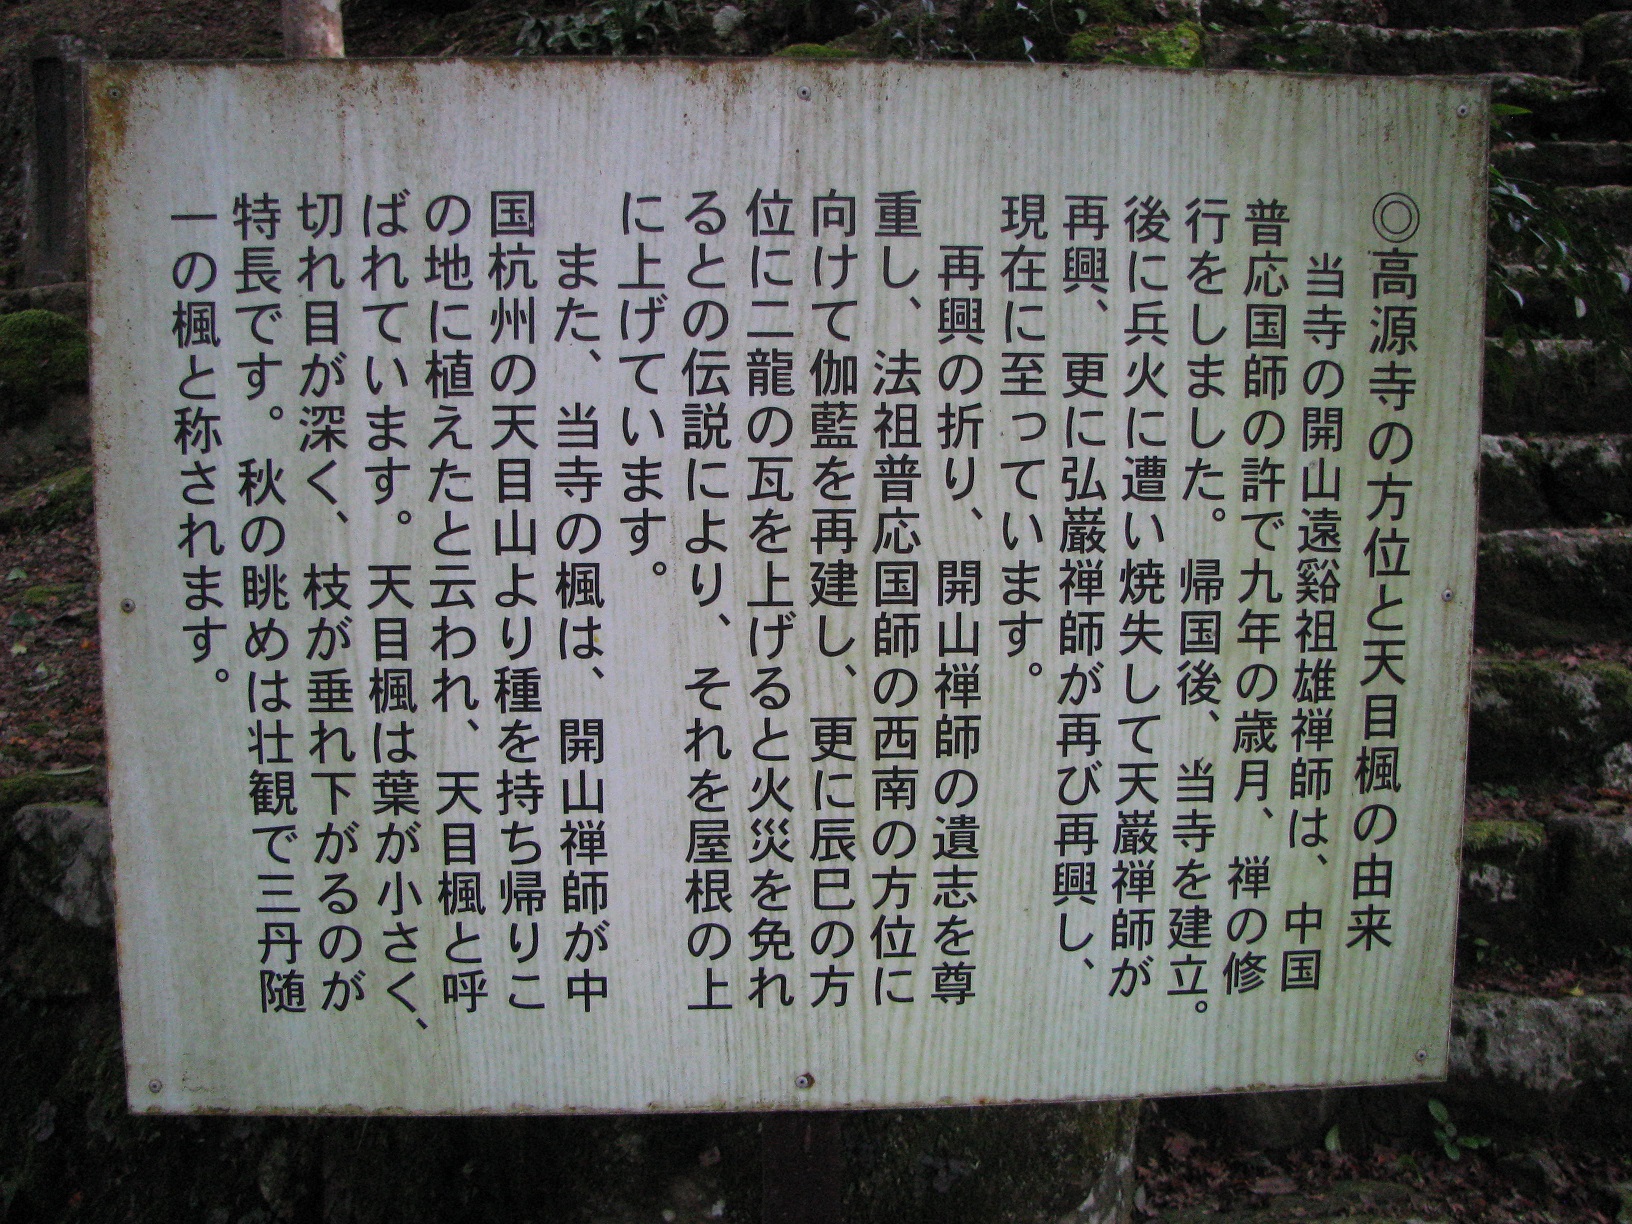 ◎高源寺の方位と天目楓の由来
当寺の開山遠谿祖雄禅師は、中国
普応国師の許で九年の歳月、禅の修
行をしました。帰国後、当寺を建立。
後に兵火に遭い焼失して天巌禅師が
再興、更に弘巌禅師が再び再興し、
現在に至っています。
再興の折り、開山禅師の遺志を尊
重し、法祖普応国師の西南の方位に
向けて伽藍を再建し、更に辰巳の方
位に二龍の瓦を上げると火災を免れ
るとの伝説により、それを屋根の上
に上げています。
また、当寺の楓は、開山禅師が中
国杭州の天目山より種を持ち帰りこ
の地に植えたと云われ、天目楓と呼
ばれています。天目楓は葉が小さく、
切れ目が深く、枝が垂れ下がるのが
特長です。秋の眺めは壮観で三丹随
一の楓と称されます。